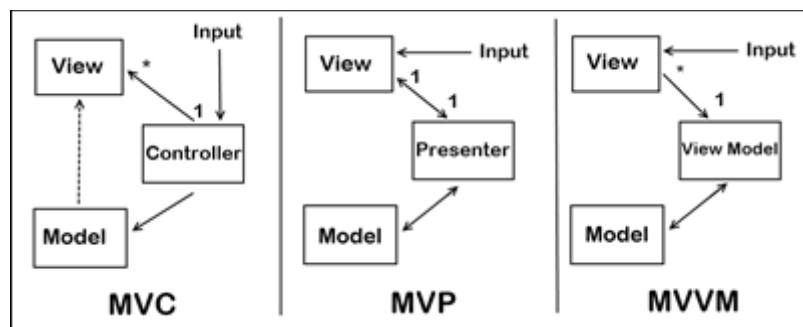 Input
View
*
1
Controller
Model
MVC
View
Input
1
1
Presenter
Model
MVP
View
Input
*
1
View Model
Model
MVVM